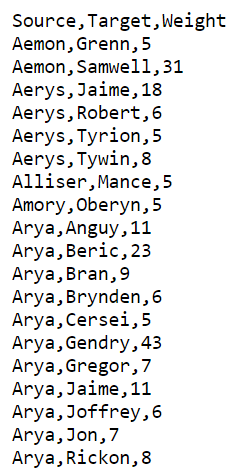 Source,Target,Weight
Aemon,Grenn,5
Aemon,Samwell,31
Aerys,Jaime,18
Aerys,Robert,6
Aerys,Tyrion,5
Aerys,Tywin,8
Alliser,Mance,5
Amory,Oberyn,5
Arya,Anguy,11
Arya,Beric,23
Arya,Bran,9
Arya,Brynden,6
Arya,Cersei,5
Arya,Gendry,43
Arya,Gregor,7
Arya,Jaime,11
Arya,Joffrey,6
Arya,Jon,7
Arya,Rickon,8